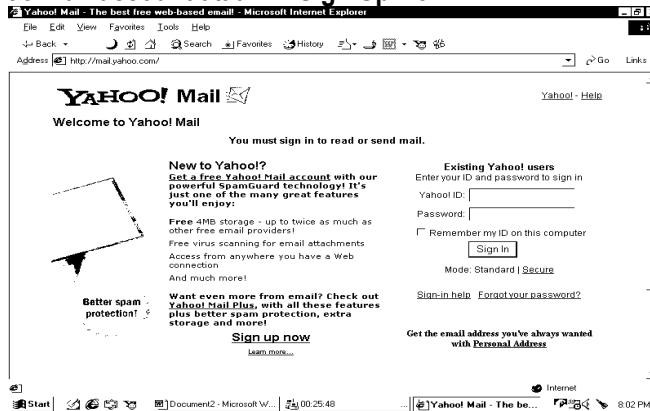 Yahoo! Mail - The best free web-based email! - Microsoft Internet Explorer
File Edit View Favorites Tools Help
Back Search Favorites History
Address http://mail.yahoo.com/ Go Links
YAHOO! Mail
Yahoo! - Help
Welcome to Yahoo! Mail
You must sign in to read or send mail.
New to Yahoo!?
Get a free Yahoo! Mail account with our
powerful SpamGuard technology! It's
just one of the many great features
you'll enjoy:
Free 4MB storage - up to twice as much as
other free email providers!
Free virus scanning for email attachments
Access from anywhere you have a Web
connection
And much more!
Better spam
protection!
Want even more from email? Check out
Yahoo! Mail Plus, with all these features
plus better spam protection, extra
storage and more!
Sign up now
Learn more...
Existing Yahoo! users
Enter your ID and password to sign in
Yahoo! ID:
Password:
Remember my ID on this computer
Sign In
Mode: Standard | Secure
Sign-in help Forgot your password?
Get the email address you've always wanted
with Personal Address
Internet
Start Document2 - Microsoft W... 00:25:48 ... Yahoo! Mail - The be... 8:02 PM